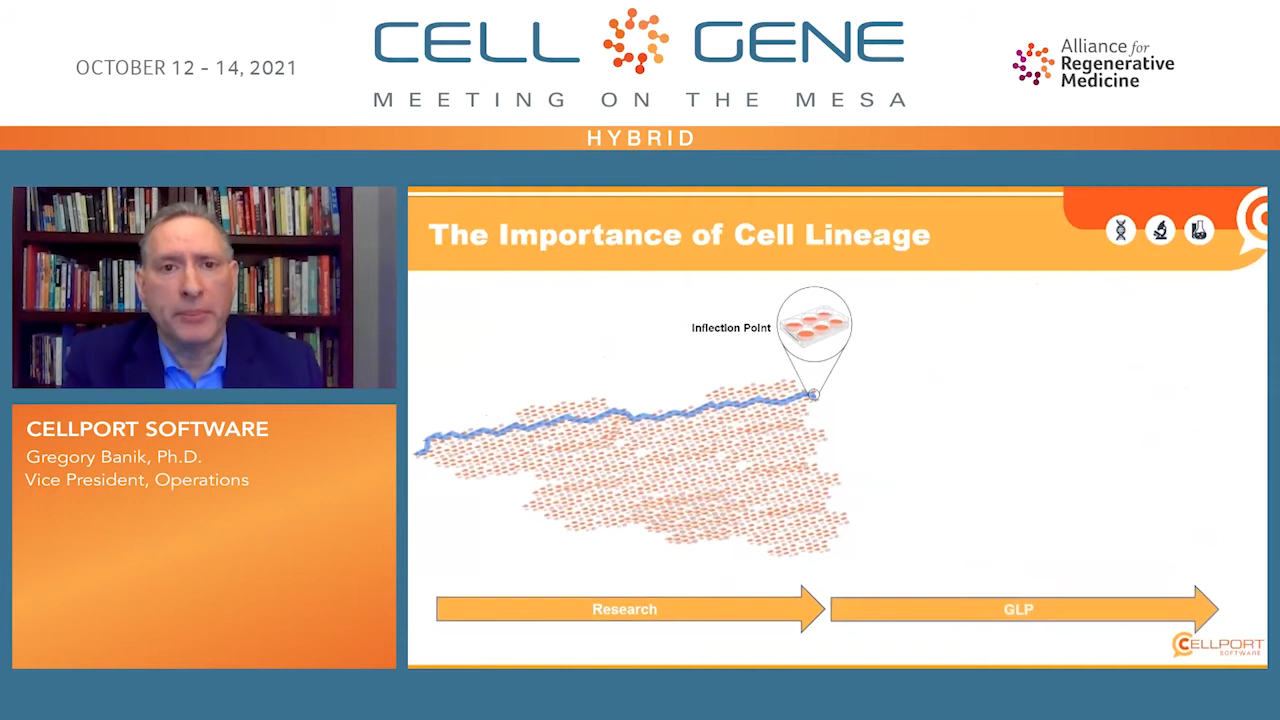 OCTOBER 12 - 14, 2021
CELL GENE
MEETING ON THE MESA
Alliance for
Regenerative
Medicine
HYBRID
CELLPORT SOFTWARE
Gregory Banik, Ph.D.
Vice President, Operations
The Importance of Cell Lineage
Inflection Point
Research
GLP
CELLPORT
SOFTWARE